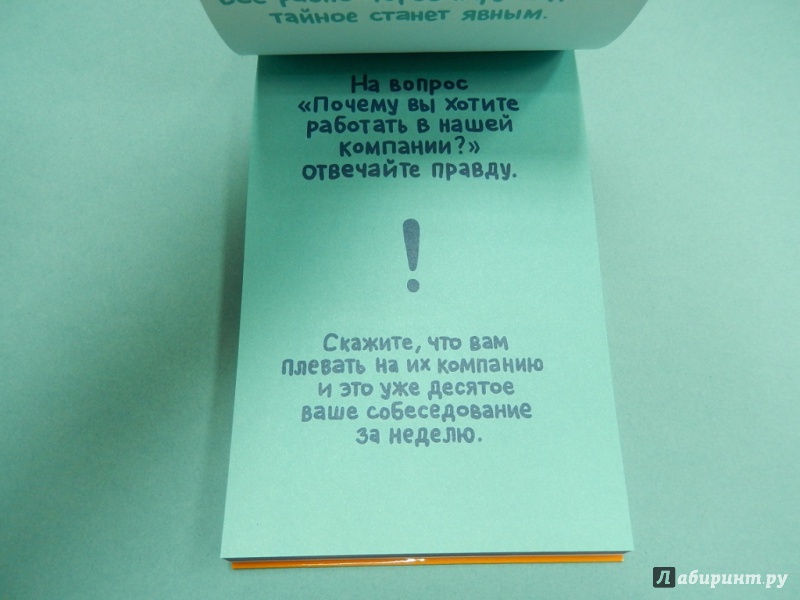 тайное станет явным.
На вопрос
«Почему вы хотите
работать в нашей
компании?»
отвечайте правду.
!
Скажите, что вам
плевать на их компанию
и это уже десятое
ваше собеседование
за неделю.
Лабиринт.ру